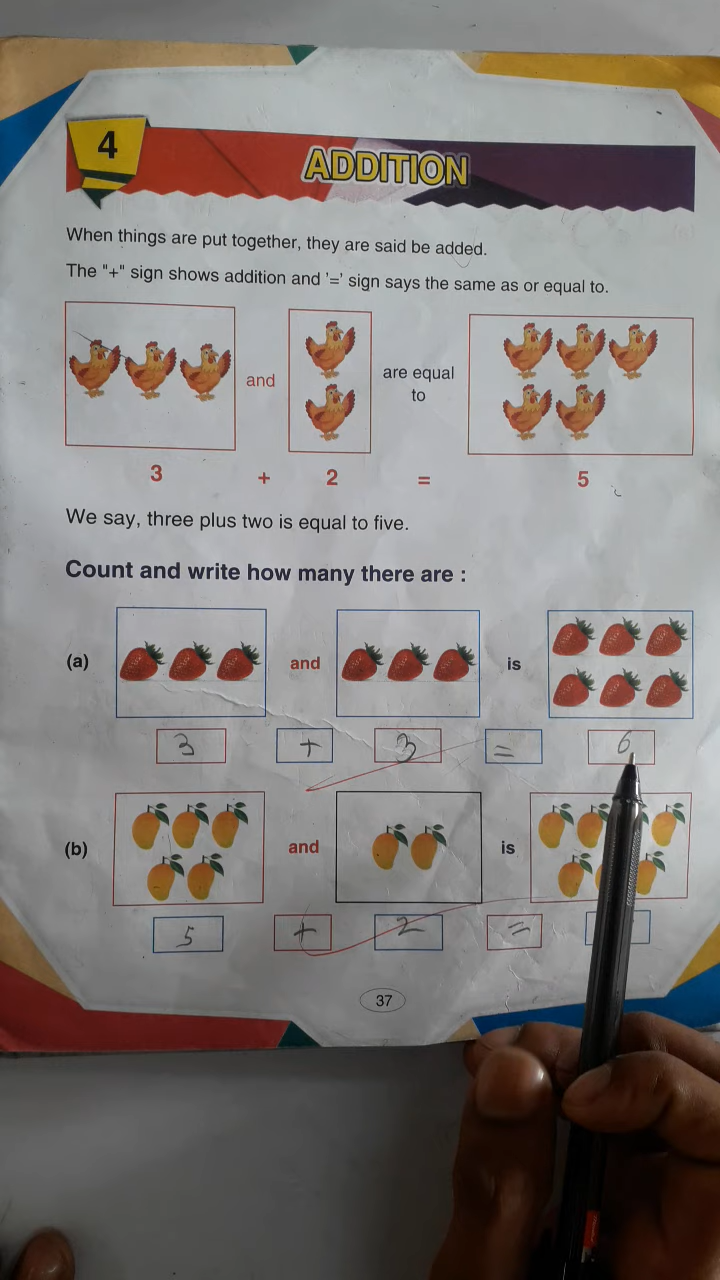 4
ADDITION
When things are put together, they are said be added.
The "+" sign shows addition and '=' sign says the same as or equal to.
and are equal
to
3 + 2 = 5
We say, three plus two is equal to five.
Count and write how many there are :
(a) and is
3 + 3 = 6
(b) and is
5 + 2 =
37